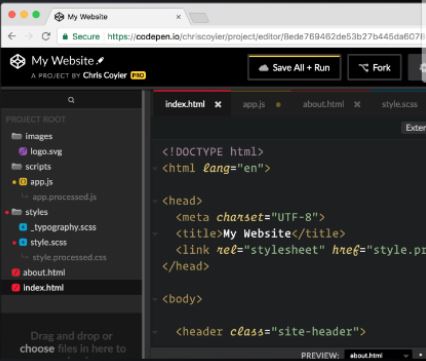 My Website
Secure https://codepen.io/chriscoyier/project/editor/8ede769462de53b27b446da6078
My Website
A PROJECT BY Chris Coyier PRO
Save All + Run
Fork
index.html
app.js
about.html
style.scss
PROJECT ROOT
images
logo.svg
scripts
app.js
app.processed.js
styles
_typography.scss
style.scss
style.processed.css
about.html
index.html
Drag and drop or
choose files in here to
<!DOCTYPE html>
<html lang="en">
<head>
<meta charset="UTF-8">
<title>My Website</title>
<link rel="stylesheet" href="style.pr
</head>
<body>
<header class="site-header">
PREVIEW: about.html